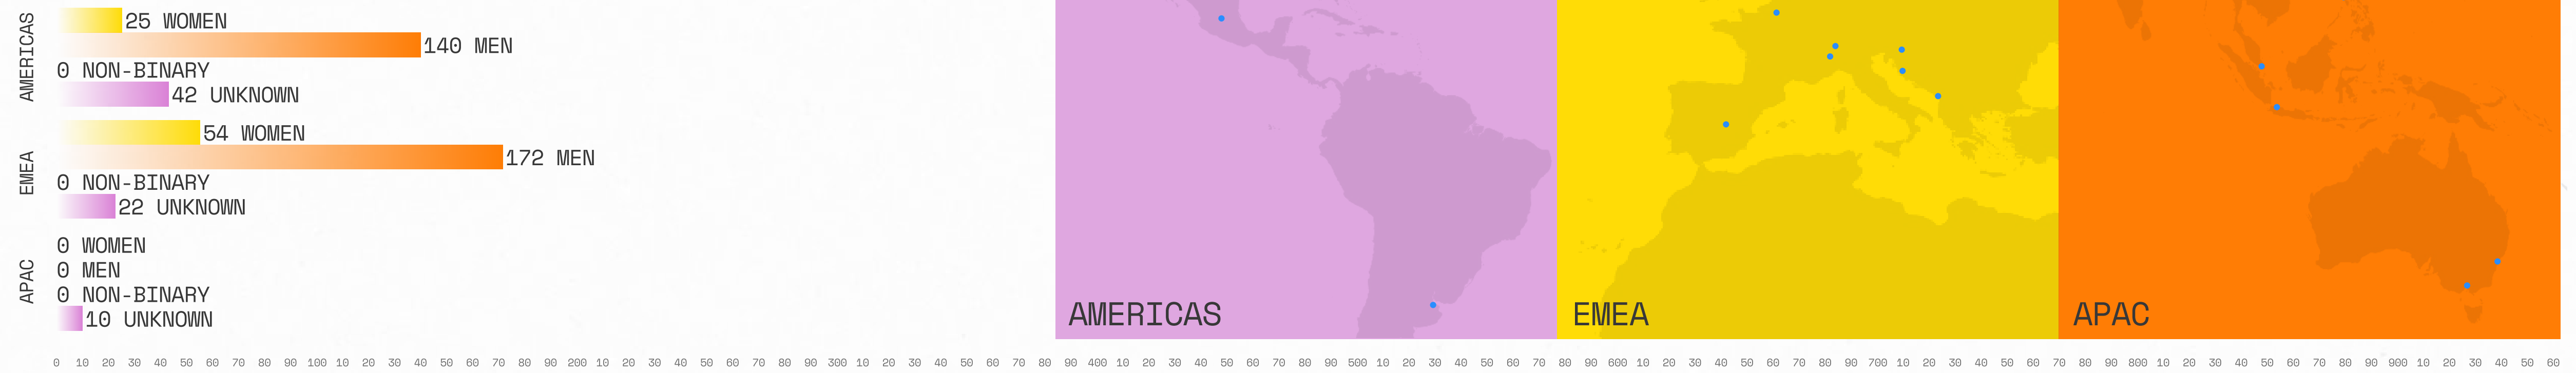 AMERICAS
25 WOMEN
140 MEN
0 NON-BINARY
42 UNKNOWN
EMEA
54 WOMEN
172 MEN
0 NON-BINARY
22 UNKNOWN
APAC
0 WOMEN
0 MEN
0 NON-BINARY
10 UNKNOWN
AMERICAS
EMEA
APAC
0 10 20 30 40 50 60 70 80 90 100 10 20 30 40 50 60 70 80 90 200 10 20 30 40 50 60 70 80 90 300 10 20 30 40 50 60 70 80 90 400 10 20 30 40 50 60 70 80 90 500 10 20 30 40 50 60 70 80 90 600 10 20 30 40 50 60 70 80 90 700 10 20 30 40 50 60 70 80 90 800 10 20 30 40 50 60 70 80 90 900 10 20 30 40 50 60